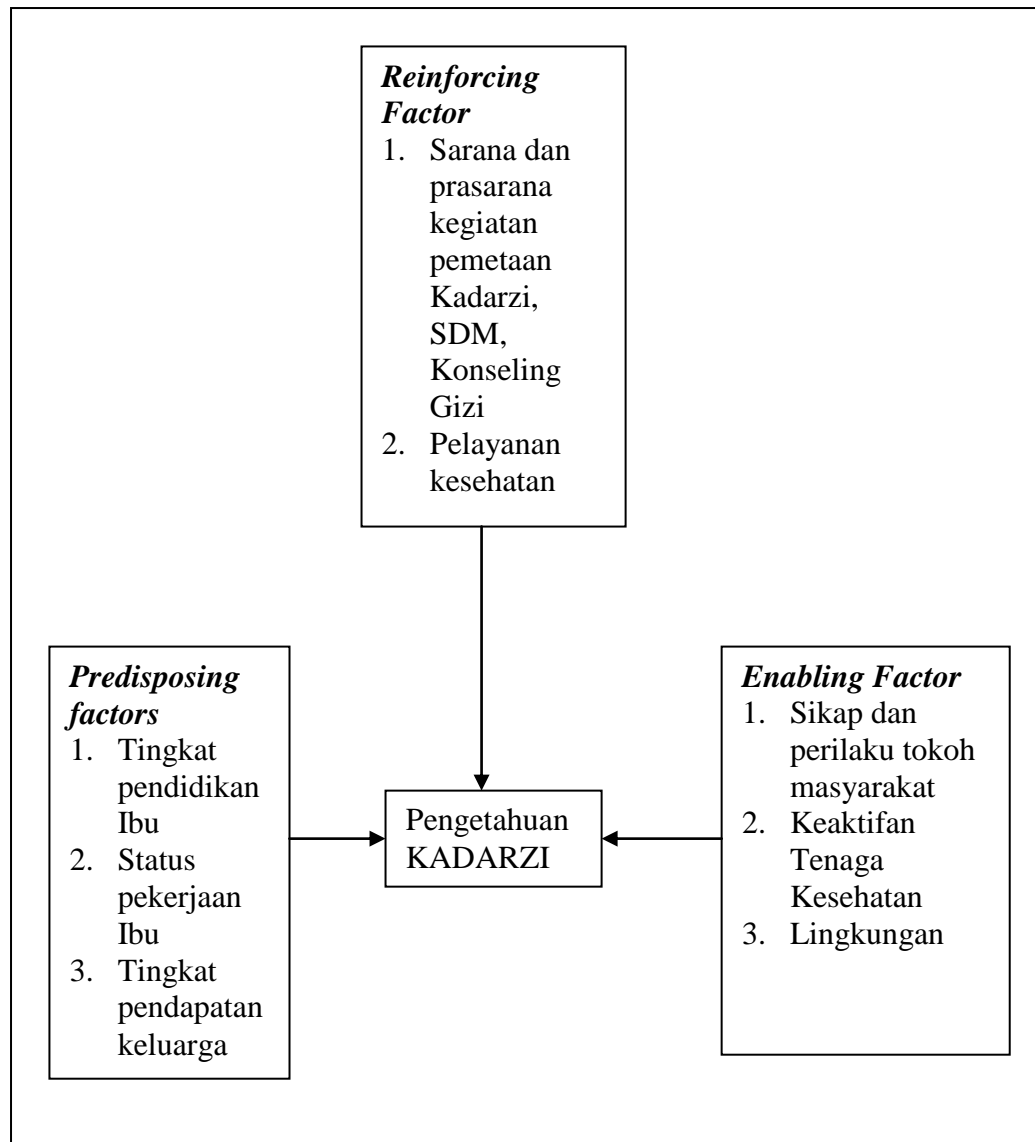 Reinforcing
Factor
1. Sarana dan
prasarana
kegiatan
pemetaan
Kadarzi,
SDM,
Konseling
Gizi
2. Pelayanan
kesehatan
Predisposing
factors
1. Tingkat
pendidikan
Ibu
2. Status
pekerjaan
Ibu
3. Tingkat
pendapatan
keluarga
Pengetahuan
KADARZI
Enabling Factor
1. Sikap dan
perilaku tokoh
masyarakat
2. Keaktifan
Tenaga
Kesehatan
3. Lingkungan